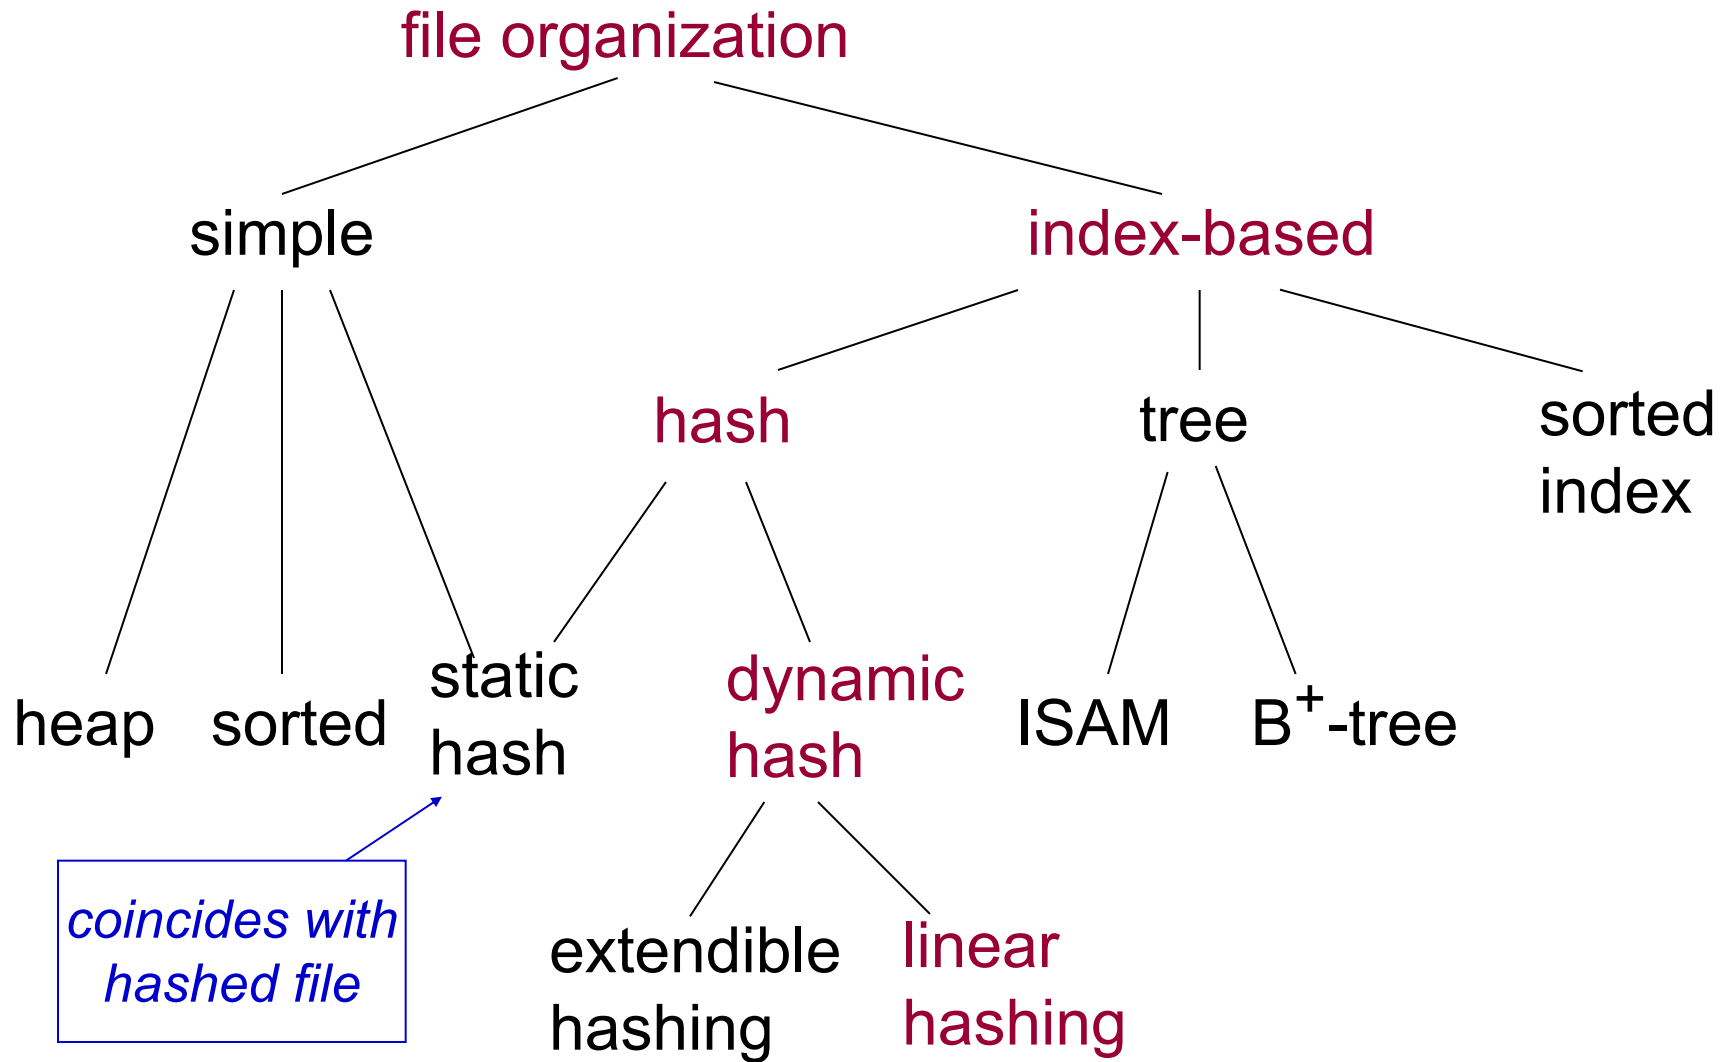 file organization
simple
index-based
hash
tree
sorted
index
heap
sorted
static
hash
dynamic
hash
ISAM
B+-tree
coincides with
hashed file
extendible
hashing
linear
hashing